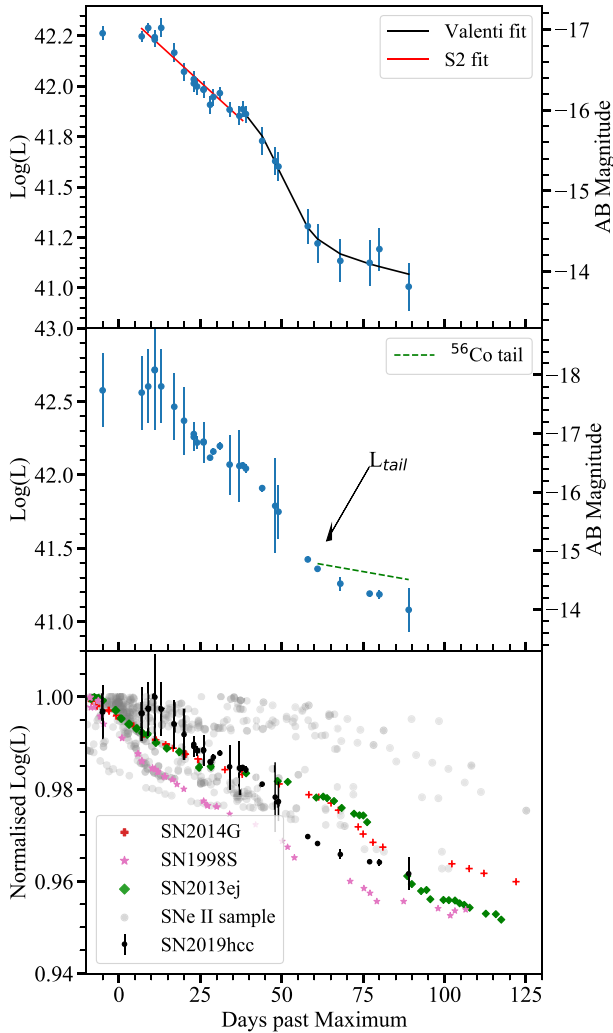 42.2
42.0
41.8
41.5
41.2
41.0
Log(L)
−17
−16
−15
−14
AB Magnitude
Valenti fit
S2 fit
43.0
42.5
42.0
41.5
41.0
Log(L)
−18
−17
−16
−15
−14
AB Magnitude
⁵⁶Co tail
L_tail
1.00
0.98
0.96
0.94
Normalised Log(L)
SN2014G
SN1998S
SN2013ej
SNe II sample
SN2019hcc
0 25 50 75 100 125
Days past Maximum